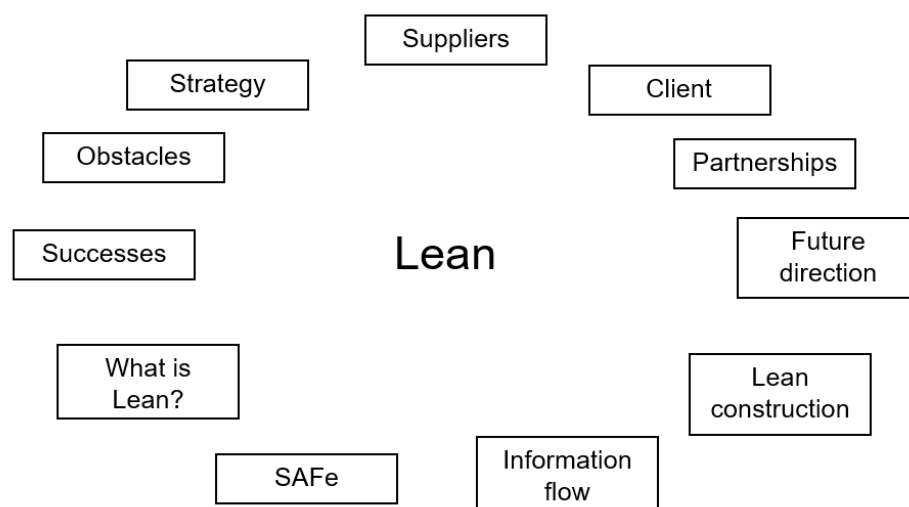 Suppliers
Strategy
Client
Obstacles
Partnerships
Successes
Lean
Future
direction
What is
Lean?
Lean
construction
SAFe
Information
flow